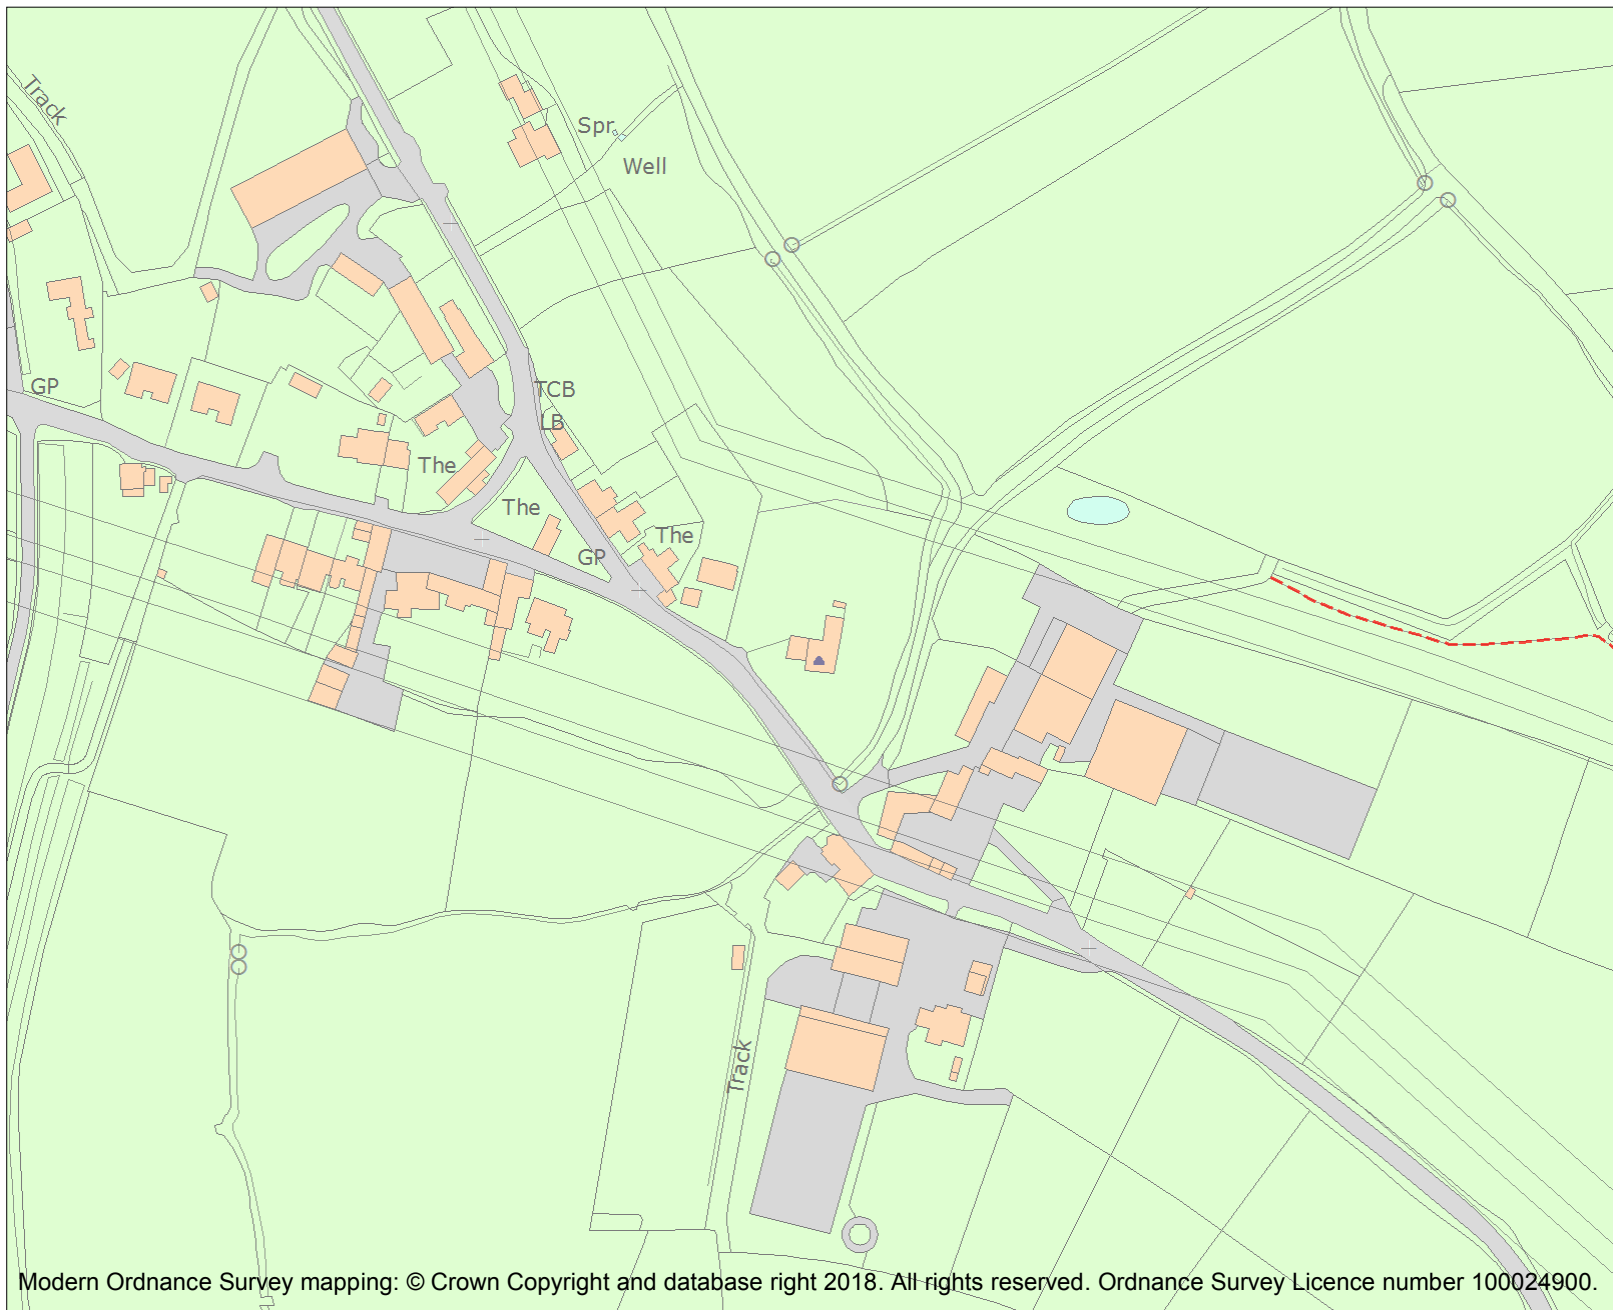 Track
Spr
Well
GP
TCB
LB
The
The
The
GP
Track
Modern Ordnance Survey mapping: © Crown Copyright and database right 2018. All rights reserved. Ordnance Survey Licence number 100024900.